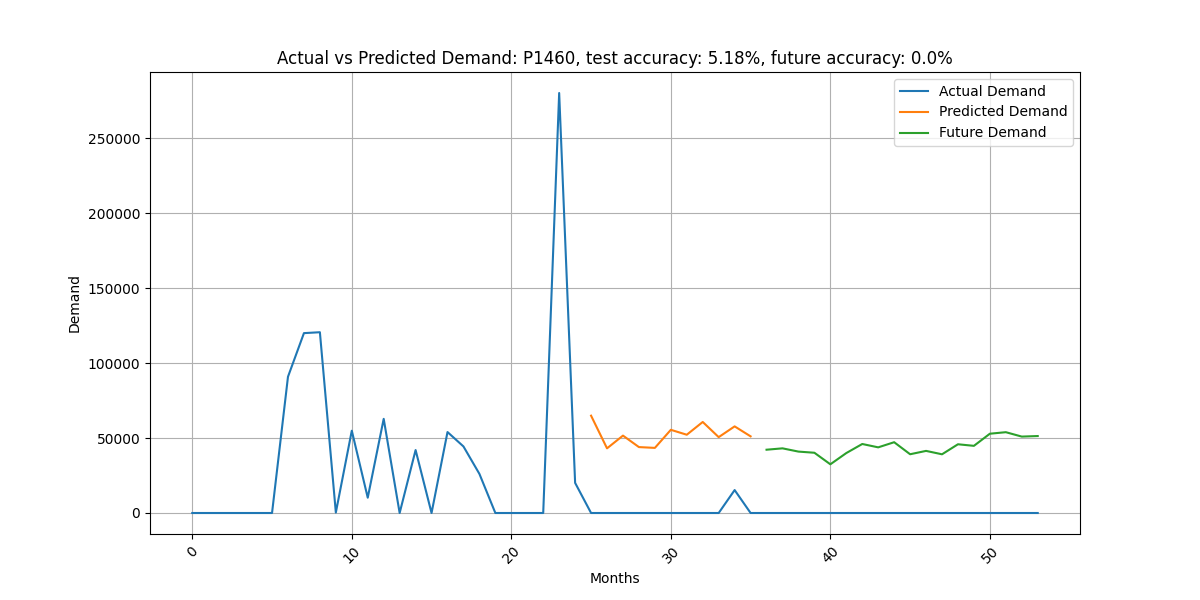 Actual vs Predicted Demand: P1460, test accuracy: 5.18%, future accuracy: 0.0%
Actual Demand
Predicted Demand
Future Demand
250000
200000
150000
100000
50000
0
Demand
0
10
20
30
40
50
Months